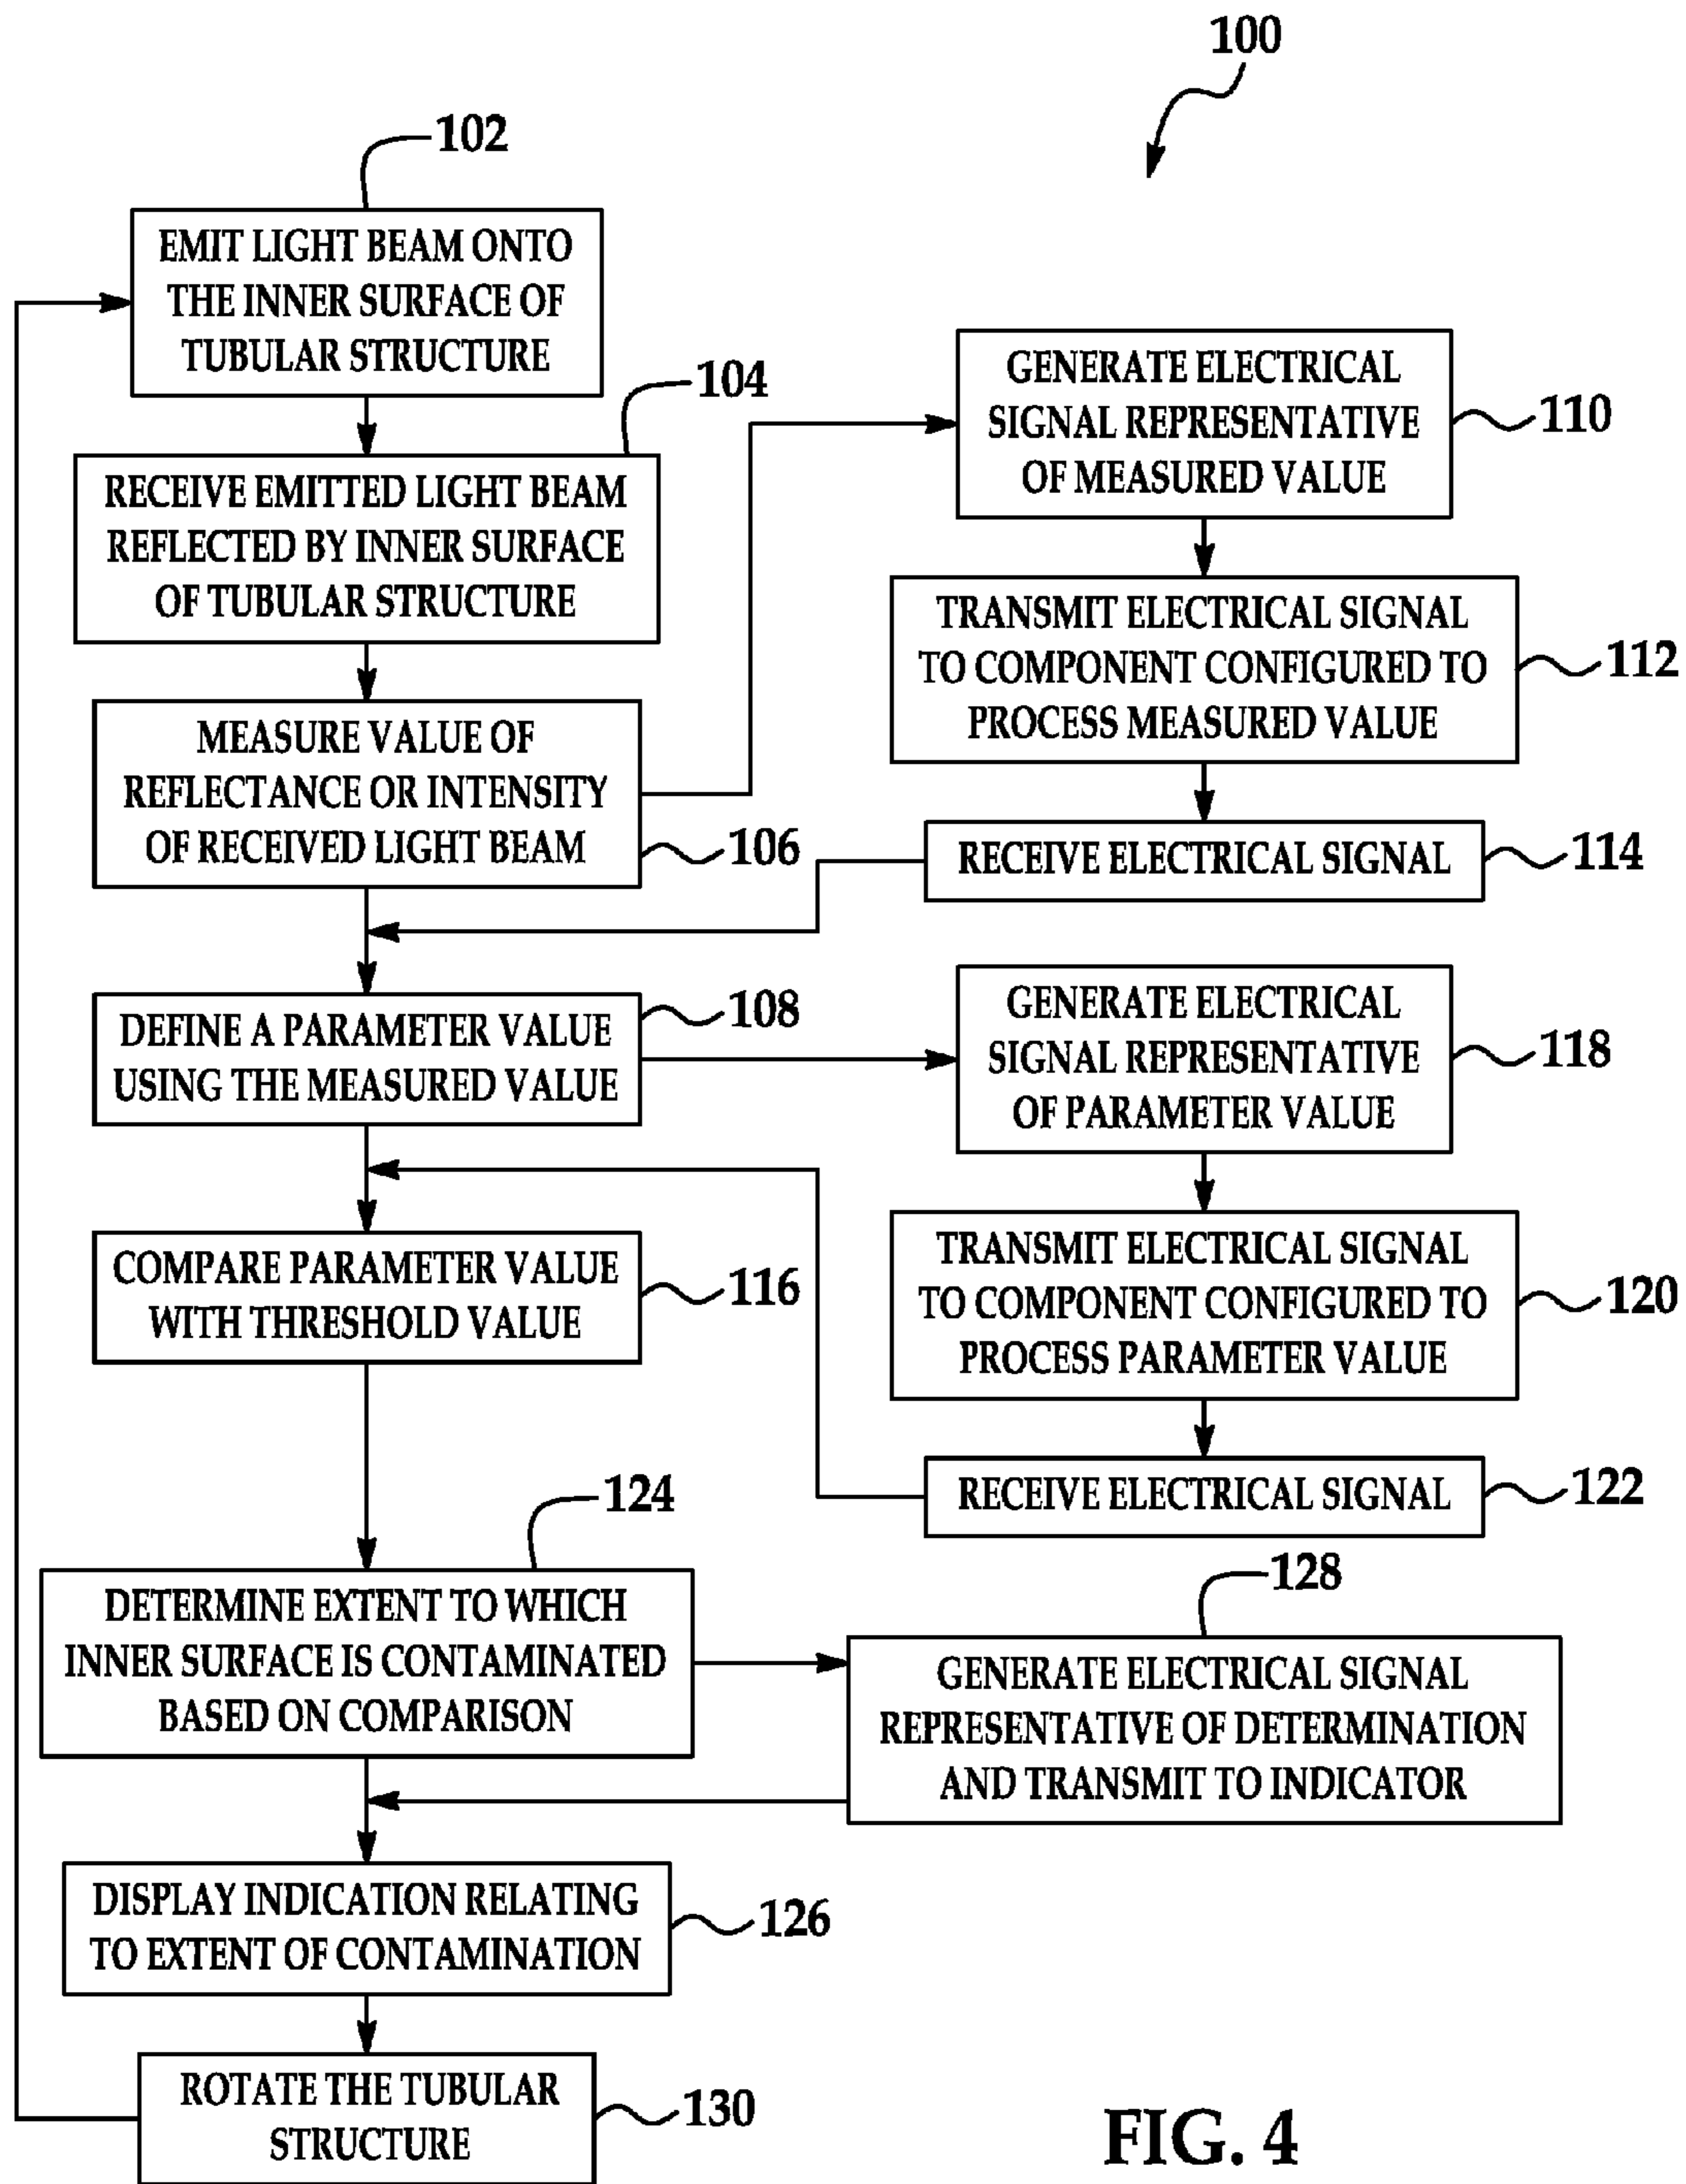 100
102
EMIT LIGHT BEAM ONTO
THE INNER SURFACE OF
TUBULAR STRUCTURE
104
RECEIVE EMITTED LIGHT BEAM
REFLECTED BY INNER SURFACE
OF TUBULAR STRUCTURE
MEASURE VALUE OF
REFLECTANCE OR INTENSITY
OF RECEIVED LIGHT BEAM
106
GENERATE ELECTRICAL
SIGNAL REPRESENTATIVE
OF MEASURED VALUE
110
TRANSMIT ELECTRICAL SIGNAL
TO COMPONENT CONFIGURED TO
PROCESS MEASURED VALUE
112
RECEIVE ELECTRICAL SIGNAL
114
DEFINE A PARAMETER VALUE
USING THE MEASURED VALUE
108
GENERATE ELECTRICAL
SIGNAL REPRESENTATIVE
OF PARAMETER VALUE
118
TRANSMIT ELECTRICAL SIGNAL
TO COMPONENT CONFIGURED TO
PROCESS PARAMETER VALUE
120
RECEIVE ELECTRICAL SIGNAL
122
COMPARE PARAMETER VALUE
WITH THRESHOLD VALUE
116
124
DETERMINE EXTENT TO WHICH
INNER SURFACE IS CONTAMINATED
BASED ON COMPARISON
128
GENERATE ELECTRICAL SIGNAL
REPRESENTATIVE OF DETERMINATION
AND TRANSMIT TO INDICATOR
DISPLAY INDICATION RELATING
TO EXTENT OF CONTAMINATION
126
ROTATE THE TUBULAR
STRUCTURE
130
FIG. 4